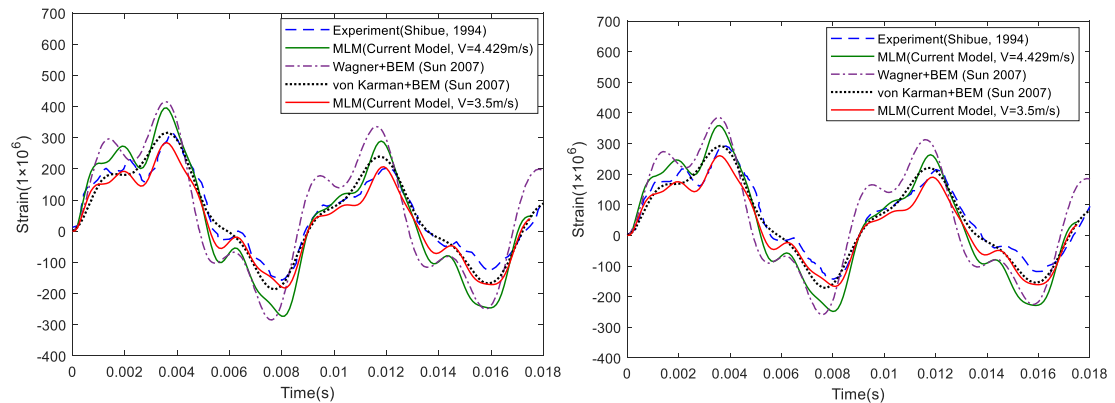 700
600
500
400
300
200
100
0
-100
-200
-300
-400
Strain(1×10⁶)
0 0.002 0.004 0.006 0.008 0.01 0.012 0.014 0.016 0.018
Time(s)
Experiment(Shibue, 1994)
MLM(Current Model, V=4.429m/s)
Wagner+BEM (Sun 2007)
von Karman+BEM (Sun 2007)
MLM(Current Model, V=3.5m/s)
700
600
500
400
300
200
100
0
-100
-200
-300
-400
Strain(1×10⁶)
0 0.002 0.004 0.006 0.008 0.01 0.012 0.014 0.016 0.018
Time(s)
Experiment(Shibue, 1994)
MLM(Current Model, V=4.429m/s)
Wagner+BEM (Sun 2007)
von Karman+BEM (Sun 2007)
MLM(Current Model, V=3.5m/s)